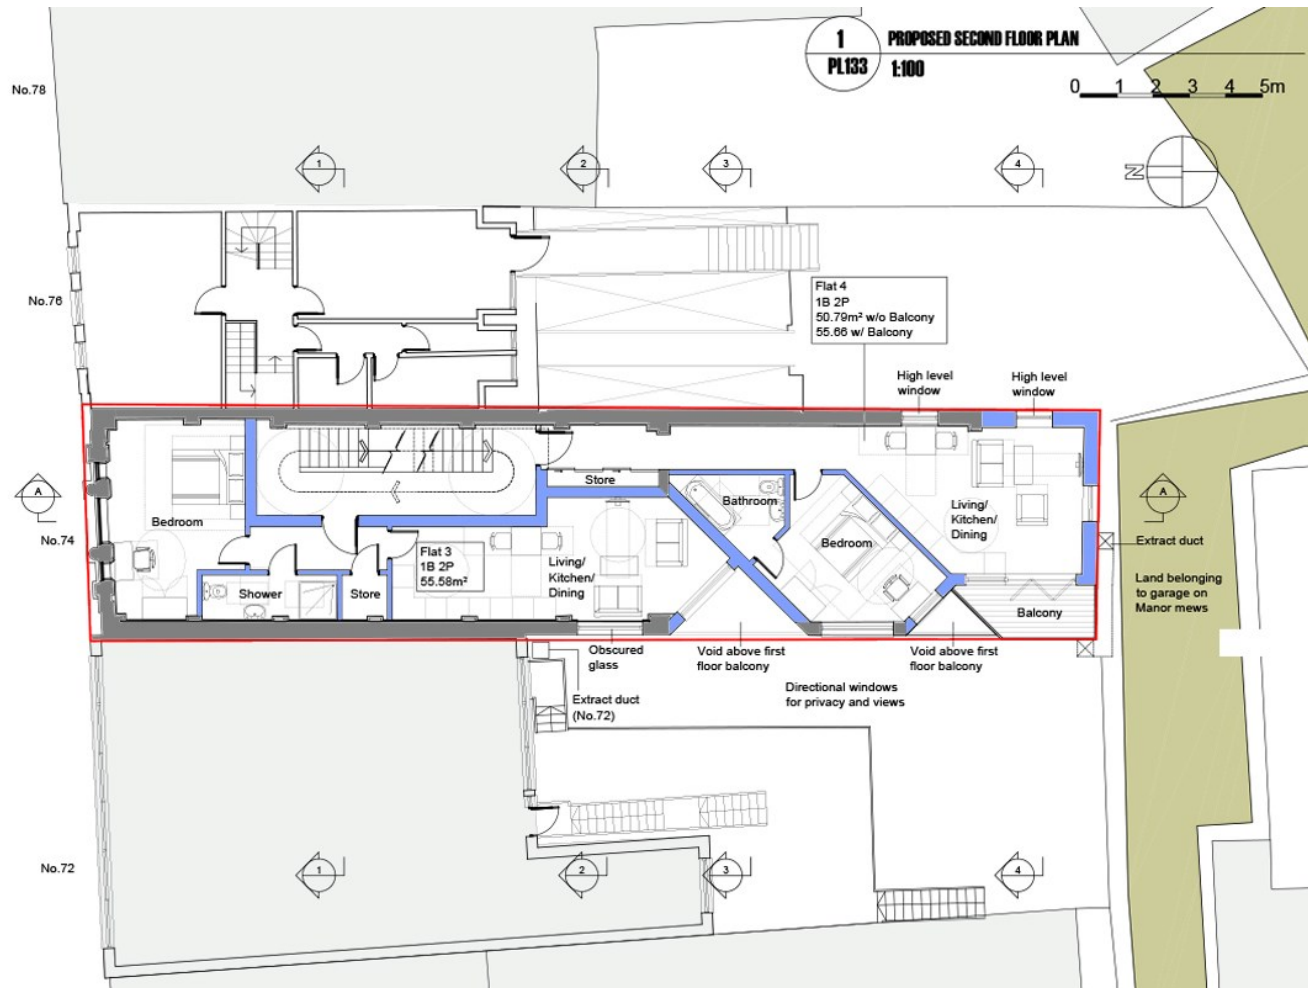 1
PL133
PROPOSED SECOND FLOOR PLAN
1:100
0 1 2 3 4 5m
No.78
1
2
3
4
N
No.76
Flat 4
1B 2P
50.79m² w/o Balcony
55.66 w/ Balcony
High level
window
High level
window
Store
A
Bedroom
Bathroom
Living/
Kitchen/
Dining
A
No.74
Flat 3
1B 2P
55.58m²
Living/
Kitchen/
Dining
Bedroom
Extract duct
Shower
Store
Balcony
Land belonging
to garage on
Manor mews
Obscured
glass
Void above first
floor balcony
Void above first
floor balcony
Extract duct
(No.72)
Directional windows
for privacy and views
No.72
1
2
3
4